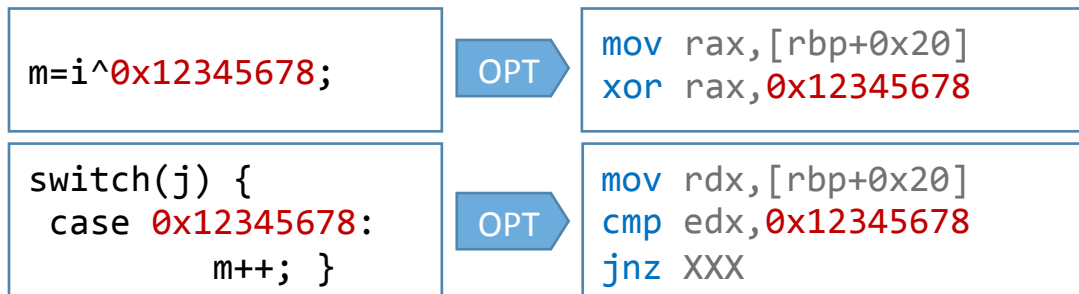 m=i^0x12345678;
OPT
mov rax,[rbp+0x20]
xor rax,0x12345678
switch(j) {
case 0x12345678:
m++; }
OPT
mov rdx,[rbp+0x20]
cmp edx,0x12345678
jnz XXX